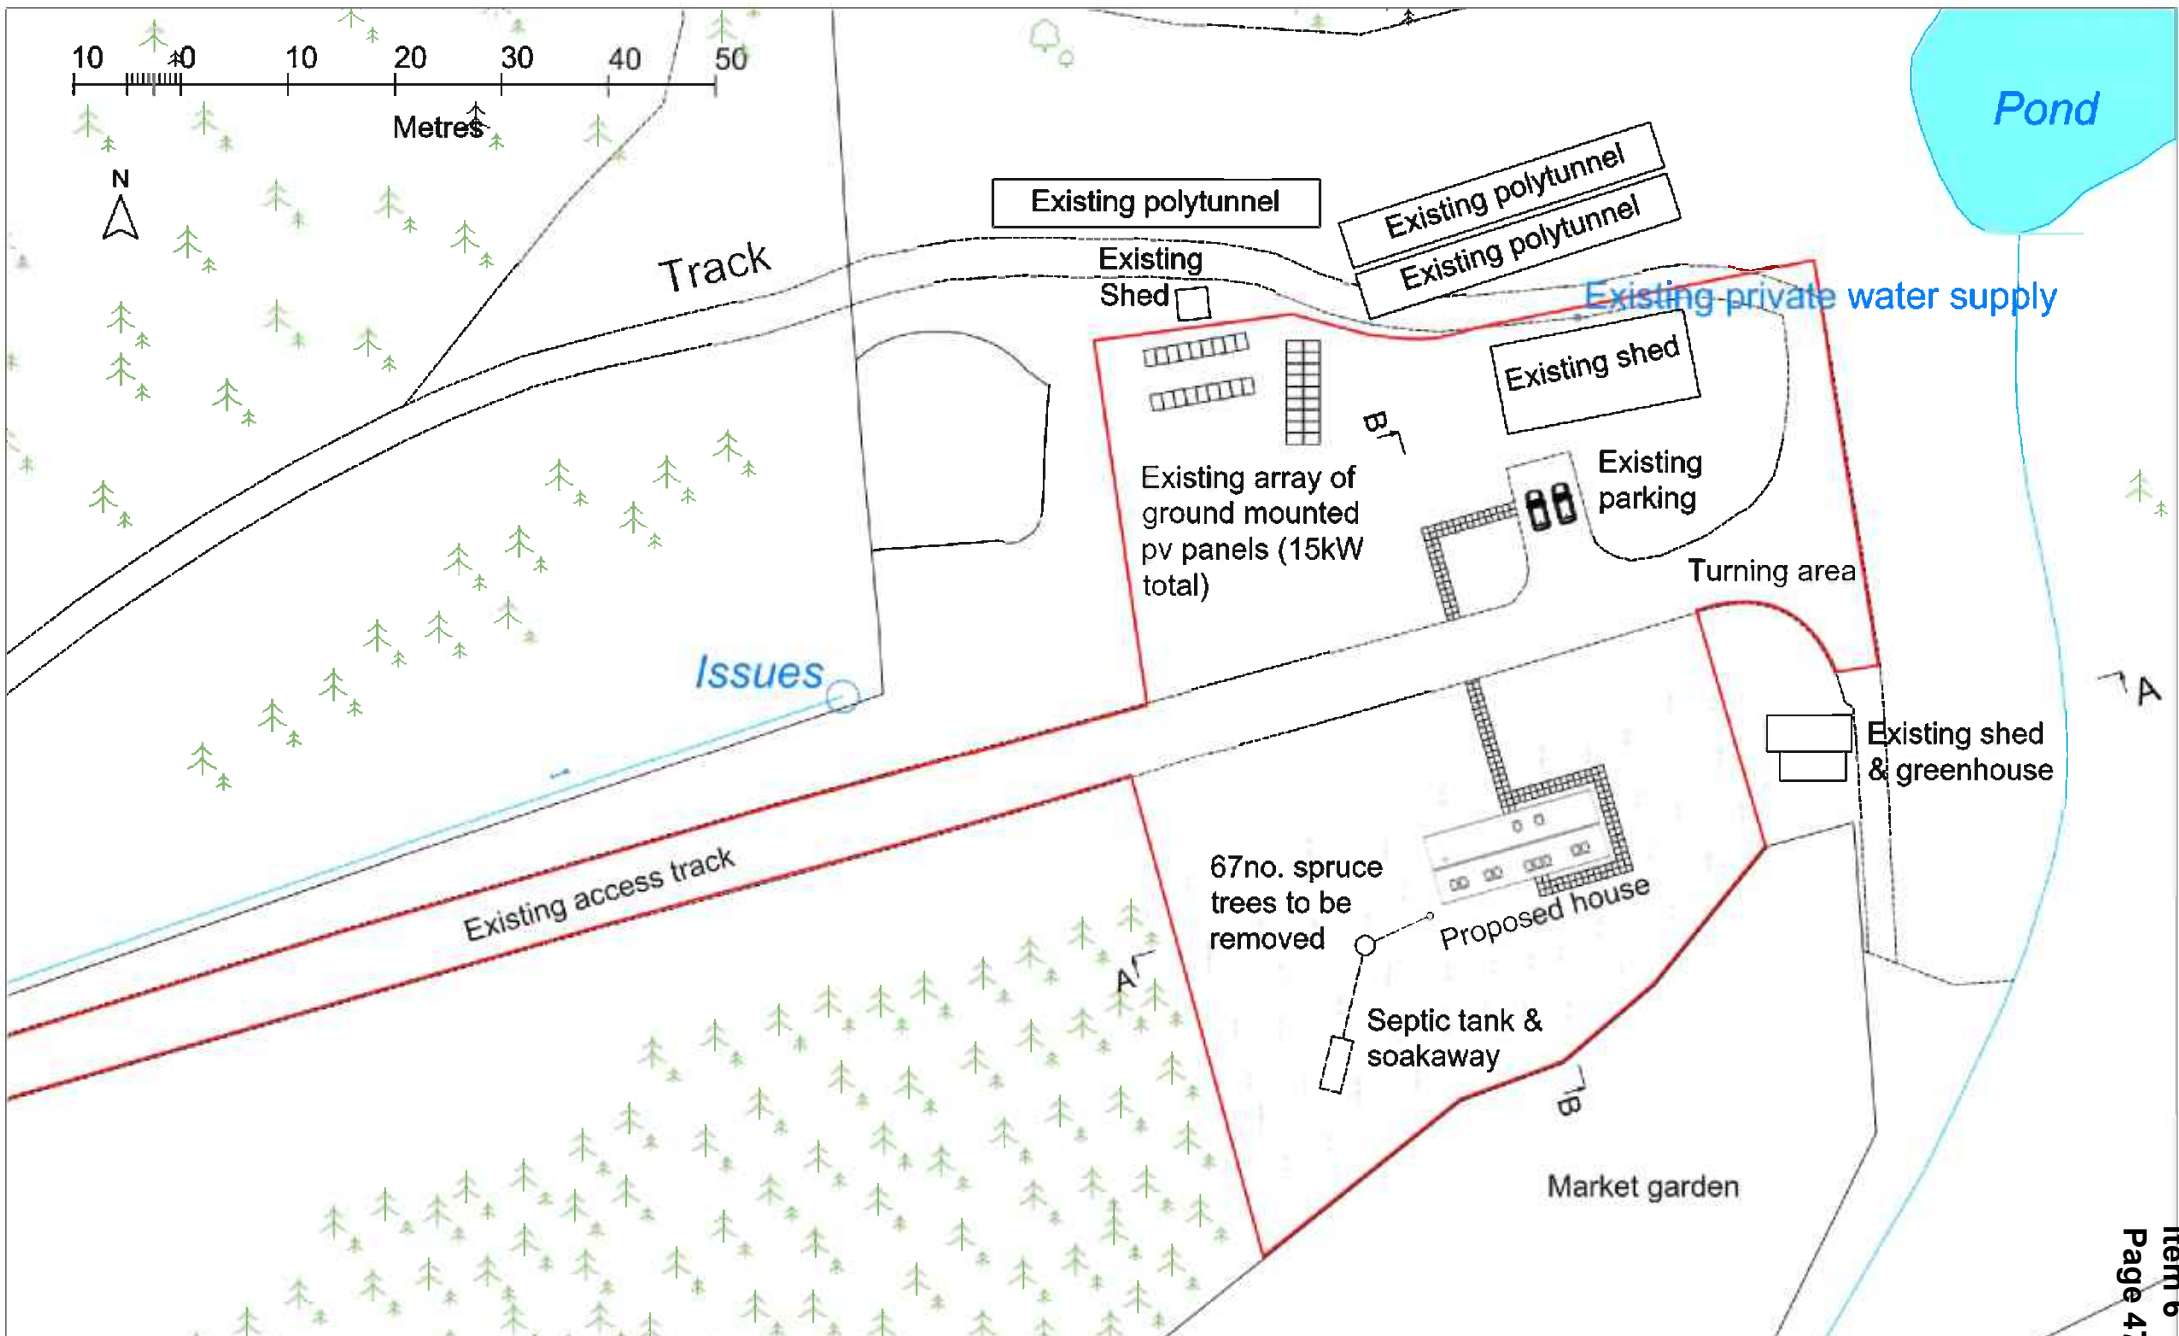 10 0 10 20 30 40 50
Metres
N
Pond
Existing polytunnel
Existing polytunnel
Existing polytunnel
Track
Existing
Shed
Existing private water supply
Existing shed
B
Existing
parking
Existing array of
ground mounted
pv panels (15kW
total)
Turning area
Issues
A
Existing shed
& greenhouse
Existing access track
67no. spruce
trees to be
removed
Proposed house
A
Septic tank &
soakaway
B
Market garden
Item 6
Page 47